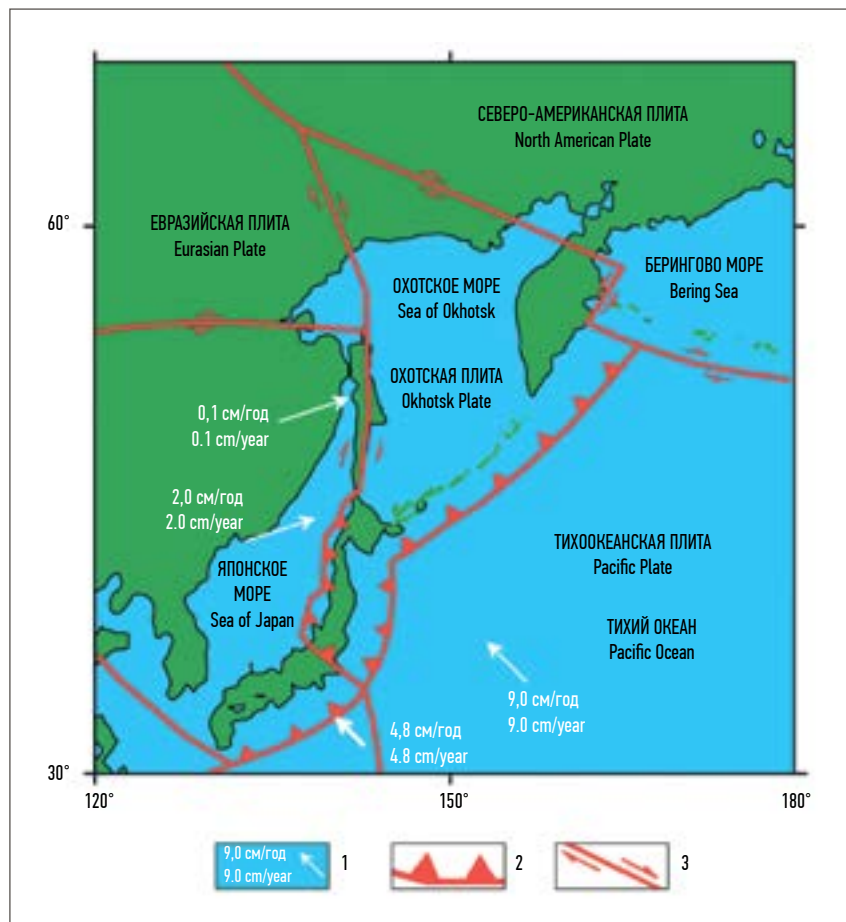 СЕВЕРО-АМЕРИКАНСКАЯ ПЛИТА
North American Plate
60°
ЕВРАЗИЙСКАЯ ПЛИТА
Eurasian Plate
БЕРИНГОВО МОРЕ
Bering Sea
ОХОТСКОЕ МОРЕ
Sea of Okhotsk
ОХОТСКАЯ ПЛИТА
Okhotsk Plate
0,1 см/год
0.1 cm/year
2,0 см/год
2.0 cm/year
ЯПОНСКОЕ
МОРЕ
Sea of Japan
ТИХООКЕАНСКАЯ ПЛИТА
Pacific Plate
ТИХИЙ ОКЕАН
Pacific Ocean
9,0 см/год
9.0 cm/year
4,8 см/год
4.8 cm/year
30°
120°
150°
180°
9,0 см/год
9.0 cm/year
1
2
3